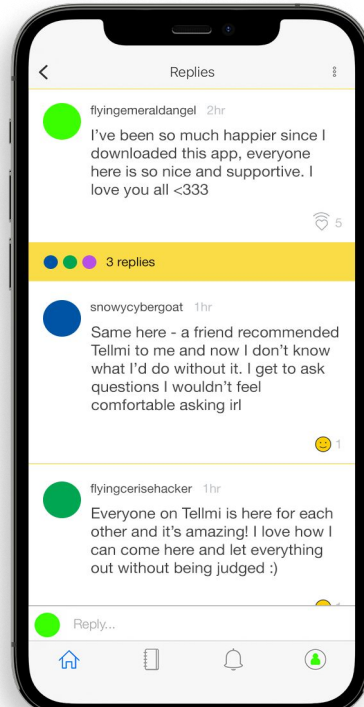 Replies
flyingemeraldangel 2hr
I've been so much happier since I
downloaded this app, everyone
here is so nice and supportive. I
love you all <333
5
3 replies
snowycybergoat 1hr
Same here - a friend recommended
Tellmi to me and now I don't know
what I'd do without it. I get to ask
questions I wouldn't feel
comfortable asking irl
1
flyingcerisehacker 1hr
Everyone on Tellmi is here for each
other and it's amazing! I love how I
can come here and let everything
out without being judged :)
Reply...